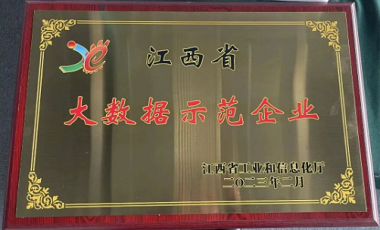 江西省
大数据示范企业
江西省工业和信息化厅
二〇二三年二月